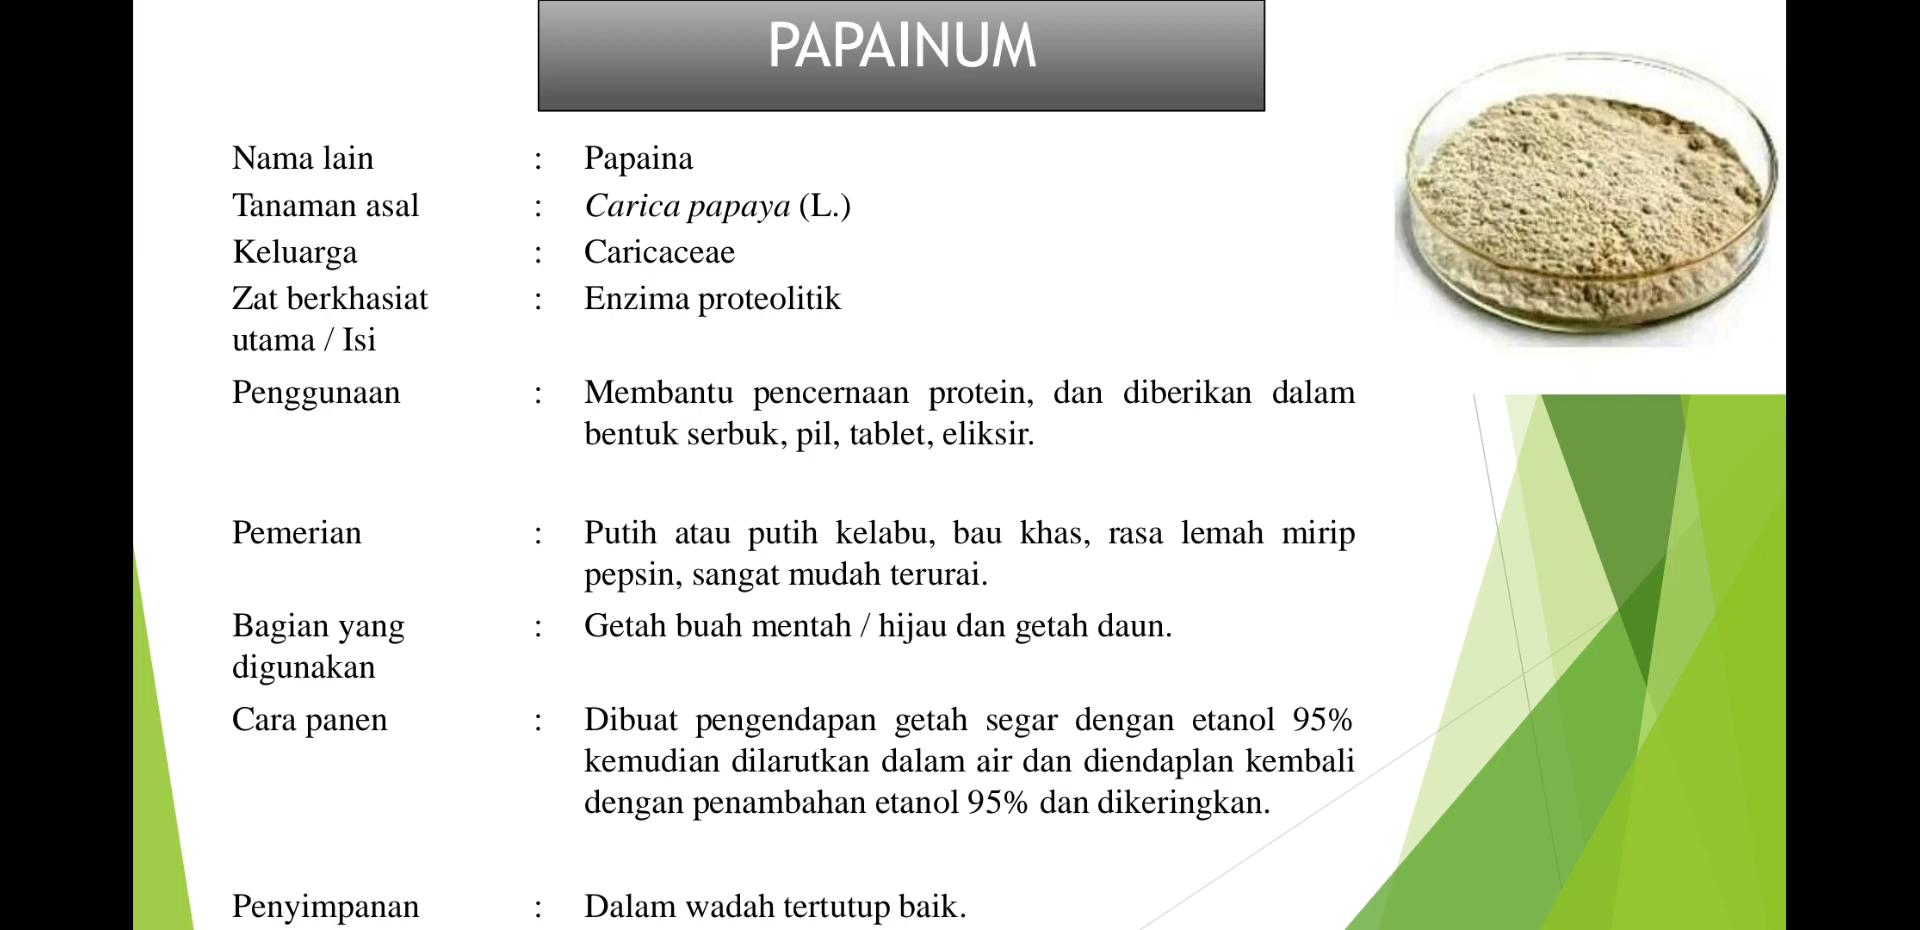 PAPAINUM
Nama lain : Papaina
Tanaman asal : Carica papaya (L.)
Keluarga : Caricaceae
Zat berkhasiat : Enzima proteolitik
utama / Isi
Penggunaan : Membantu pencernaan protein, dan diberikan dalam
bentuk serbuk, pil, tablet, eliksir.
Pemerian : Putih atau putih kelabu, bau khas, rasa lemah mirip
pepsin, sangat mudah terurai.
Bagian yang : Getah buah mentah / hijau dan getah daun.
digunakan
Cara panen : Dibuat pengendapan getah segar dengan etanol 95%
kemudian dilarutkan dalam air dan diendaplan kembali
dengan penambahan etanol 95% dan dikeringkan.
Penyimpanan : Dalam wadah tertutup baik.